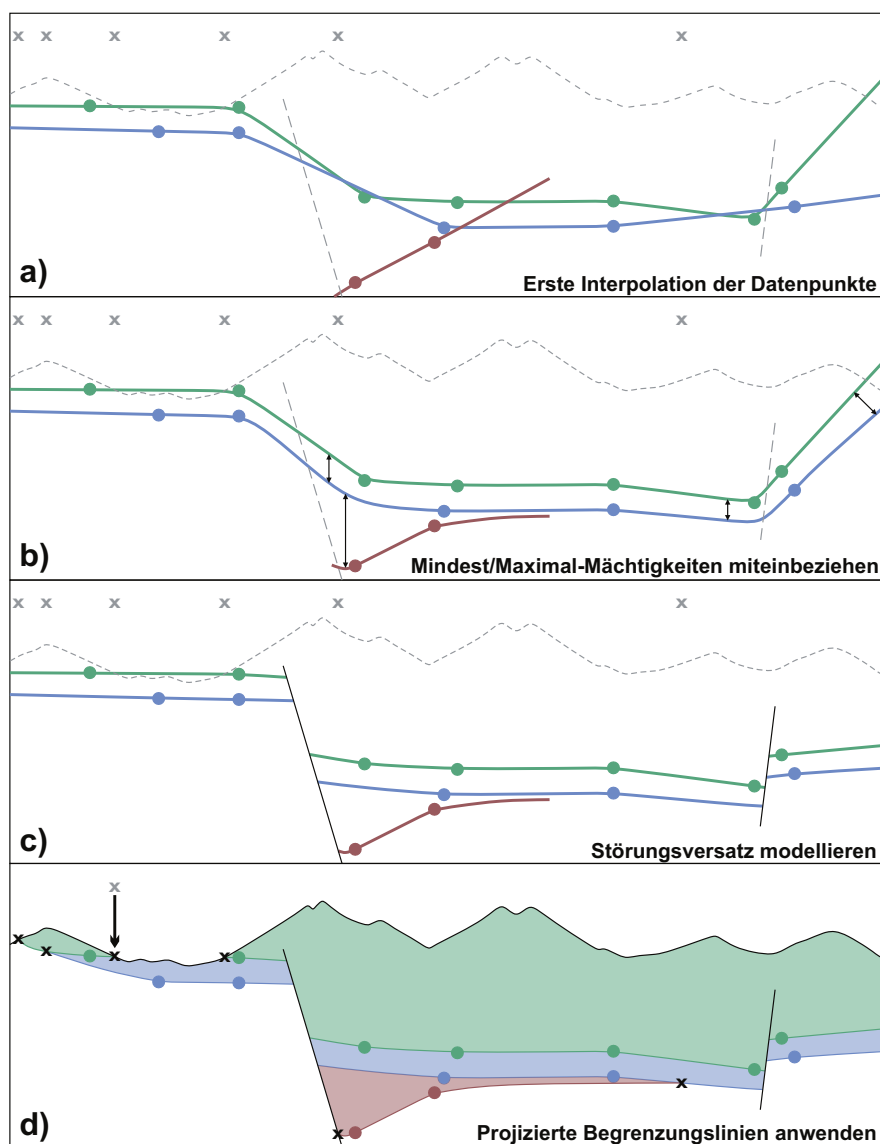 x x x x x x
a)
Erste Interpolation der Datenpunkte
x x x x x x
b)
Mindest/Maximal-Mächtigkeiten miteinbeziehen
x x x x x x
c)
Störungsversatz modellieren
x
x x x x
x
x
d)
Projizierte Begrenzungslinien anwenden